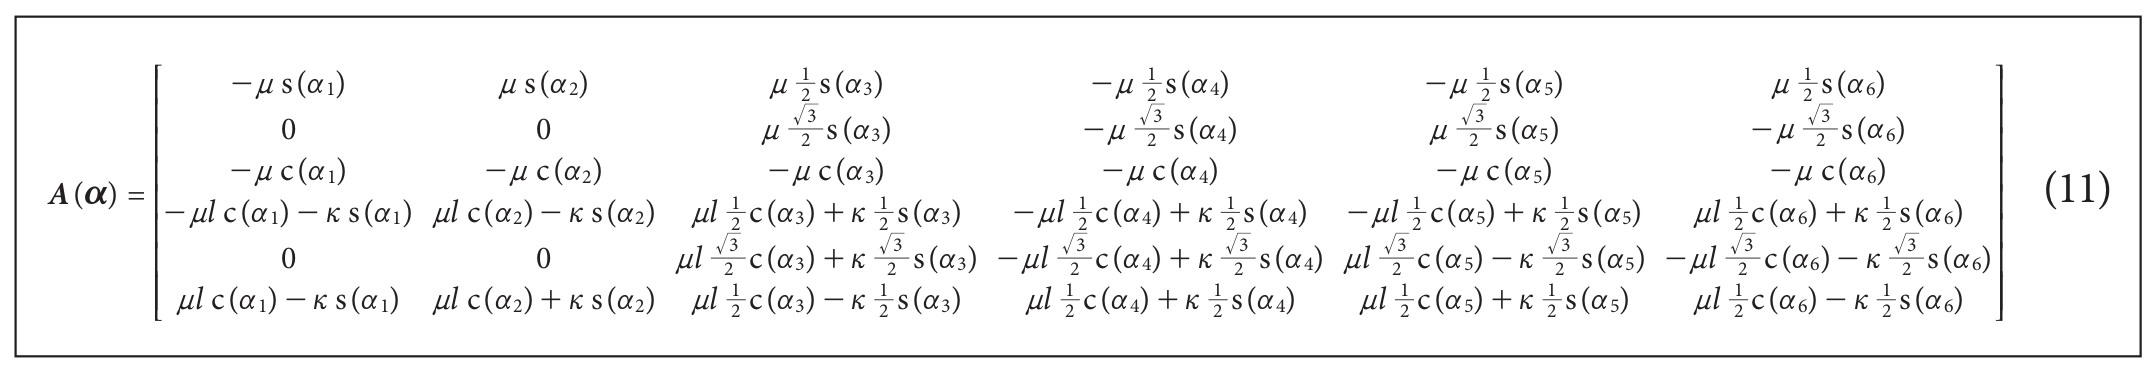 −μ s(α₁) μ s(α₂) μ ½ s(α₃) −μ ½ s(α₄) −μ ½ s(α₅) μ ½ s(α₆)
0 0 μ √3/2 s(α₃) −μ √3/2 s(α₄) μ √3/2 s(α₅) −μ √3/2 s(α₆)
−μ c(α₁) −μ c(α₂) −μ c(α₃) −μ c(α₄) −μ c(α₅) −μ c(α₆)
A(α) = (11)
−μl c(α₁) − κ s(α₁) μl c(α₂) − κ s(α₂) μl ½ c(α₃) + κ ½ s(α₃) −μl ½ c(α₄) + κ ½ s(α₄) −μl ½ c(α₅) + κ ½ s(α₅) μl ½ c(α₆) + κ ½ s(α₆)
0 0 μl √3/2 c(α₃) + κ √3/2 s(α₃) −μl √3/2 c(α₄) + κ √3/2 s(α₄) μl √3/2 c(α₅) − κ √3/2 s(α₅) −μl √3/2 c(α₆) − κ √3/2 s(α₆)
μl c(α₁) − κ s(α₁) μl c(α₂) + κ s(α₂) μl ½ c(α₃) − κ ½ s(α₃) μl ½ c(α₄) + κ ½ s(α₄) μl ½ c(α₅) + κ ½ s(α₅) μl ½ c(α₆) − κ ½ s(α₆)